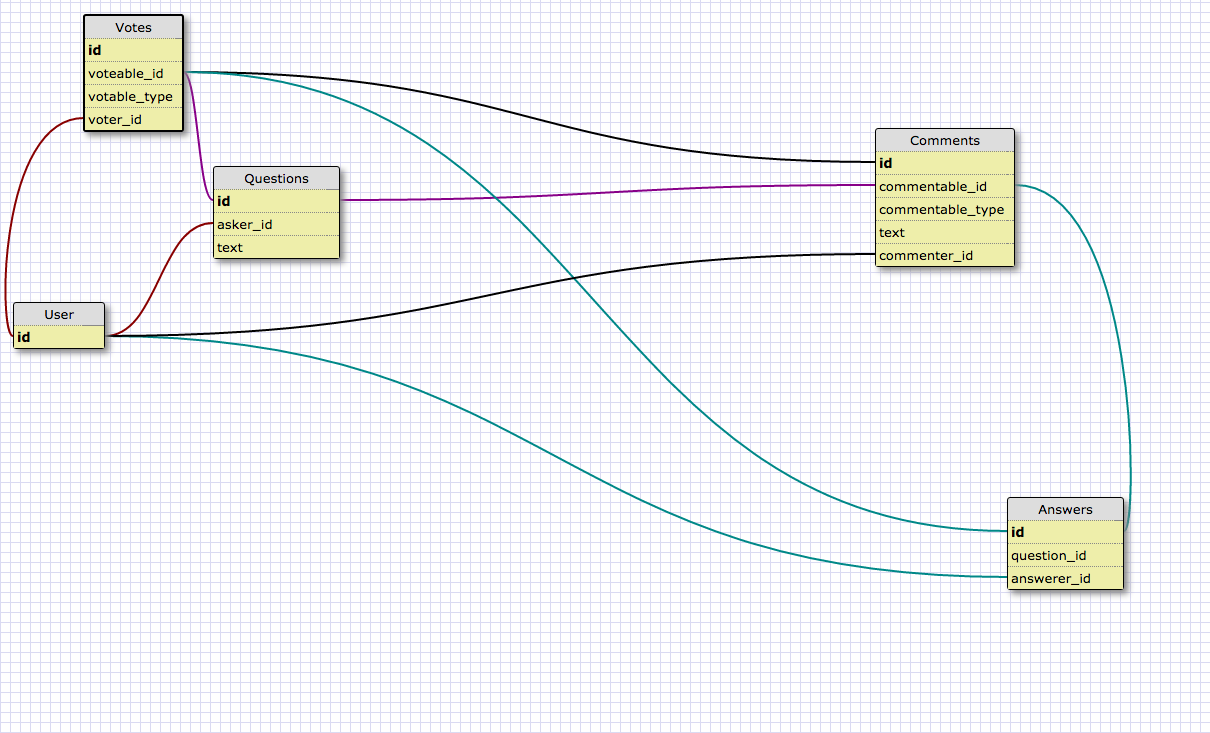 Votes
id
voteable_id
votable_type
voter_id
Questions
id
asker_id
text
User
id
Comments
id
commentable_id
commentable_type
text
commenter_id
Answers
id
question_id
answerer_id